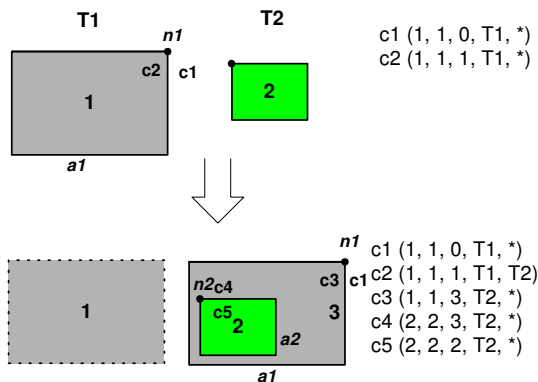 T1 T2
n1
c1 (1, 1, 0, T1, *)
c2 (1, 1, 1, T1, *)
c2 c1
1
2
a1
n1
c1 (1, 1, 0, T1, *)
c2 (1, 1, 1, T1, T2)
c3 (1, 1, 3, T2, *)
c4 (2, 2, 3, T2, *)
c5 (2, 2, 2, T2, *)
c3 c1
n2 c4
c5
1
2
3
a2
a1